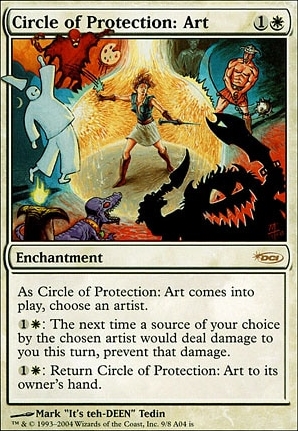 Circle of Protection: Art 1
Enchantment
DCI
As Circle of Protection: Art comes into
play, choose an artist.
1 : The next time a source of your choice
by the chosen artist would deal damage to
you this turn, prevent that damage.
1 : Return Circle of Protection: Art to its
owner's hand.
Mark "It's teh-DEEN" Tedin
™ & © 1993–2004 Wizards of the Coast, Inc. 9/8 A04 is